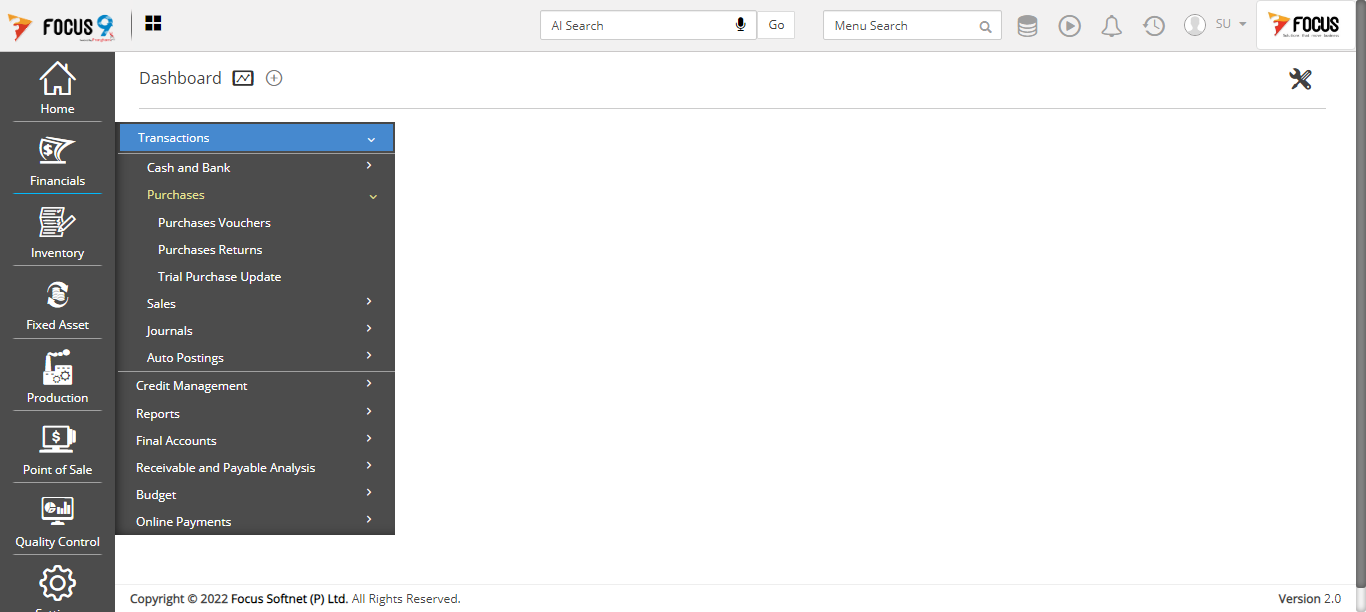 FOCUS 9
AI Search
Go
Menu Search
SU
FOCUS
Home
Financials
Inventory
Fixed Asset
Production
Point of Sale
Quality Control
Dashboard
Transactions
Cash and Bank
Purchases
Purchases Vouchers
Purchases Returns
Trial Purchase Update
Sales
Journals
Auto Postings
Credit Management
Reports
Final Accounts
Receivable and Payable Analysis
Budget
Online Payments
Copyright © 2022 Focus Softnet (P) Ltd. All Rights Reserved.
Version 2.0